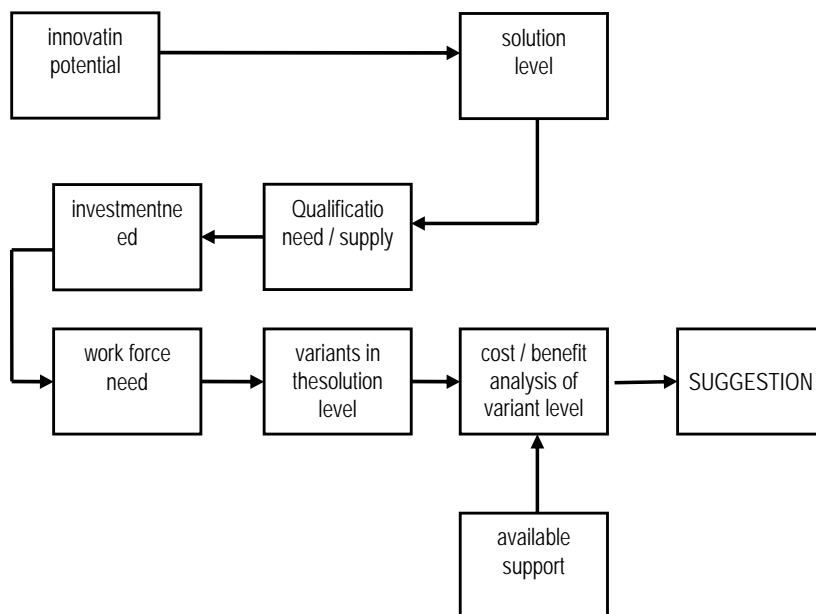 innovatin
potential
solution
level
investmentne
ed
Qualificatio
need / supply
work force
need
variants in
thesolution
level
cost / benefit
analysis of
variant level
SUGGESTION
available
support